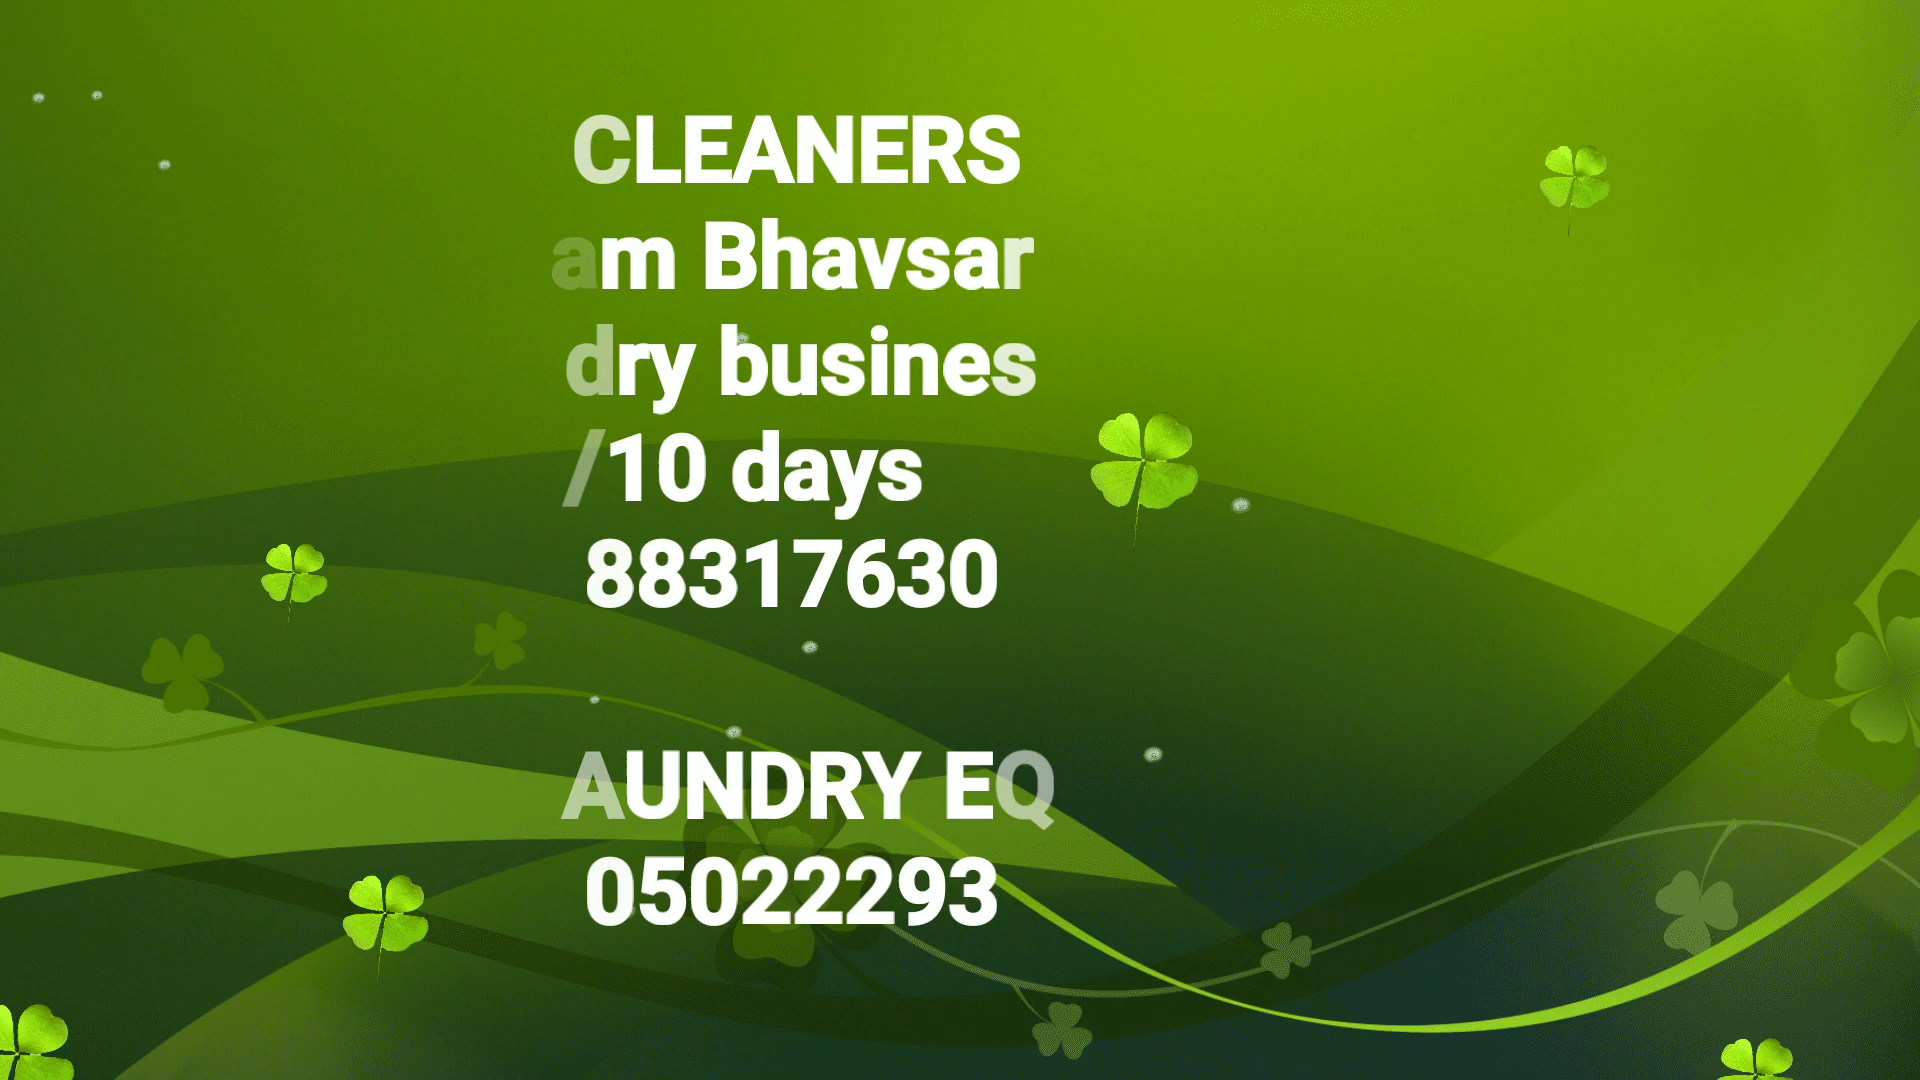 CLEANERS
am Bhavsar
dry busines
/10 days
88317630
AUNDRY EQ
05022293